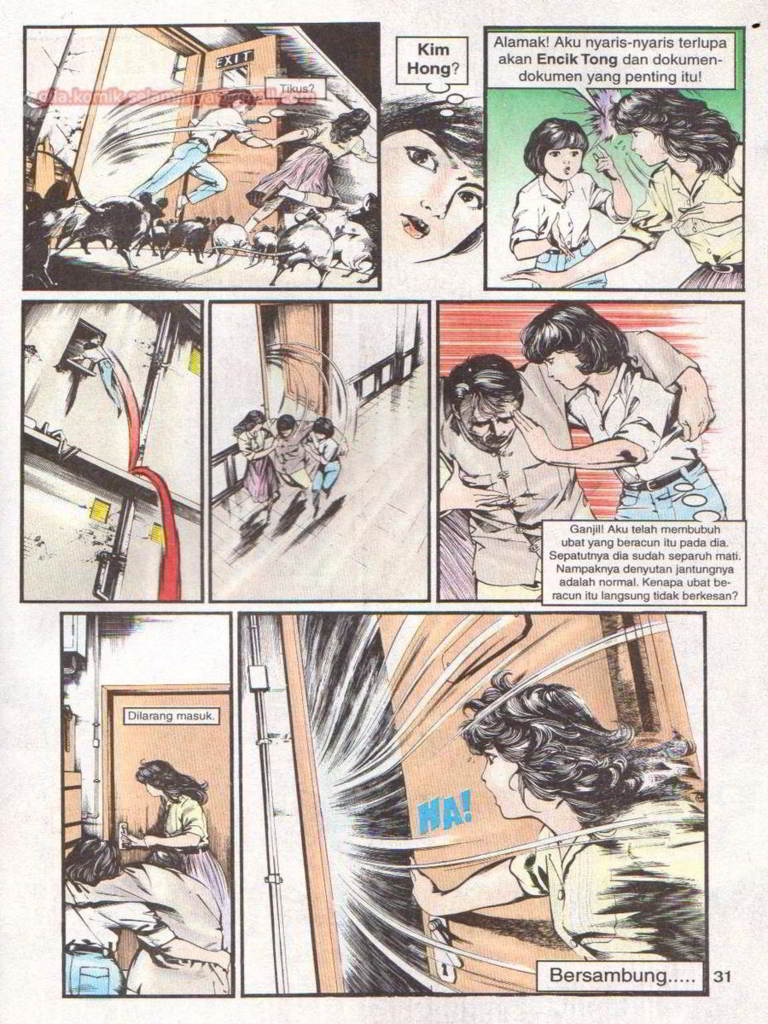 EXIT
Tikus?
Kim
Hong?
Alamak! Aku nyaris-nyaris terlupa
akan Encik Tong dan dokumen-
dokumen yang penting itu!
Ganjil! Aku telah membubuh
ubat yang beracun itu pada dia.
Sepatutnya dia sudah separuh mati.
Nampaknya denyutan jantungnya
adalah normal. Kenapa ubat be-
racun itu langsung tidak berkesan?
Dilarang masuk.
HA!
Bersambung.....
31